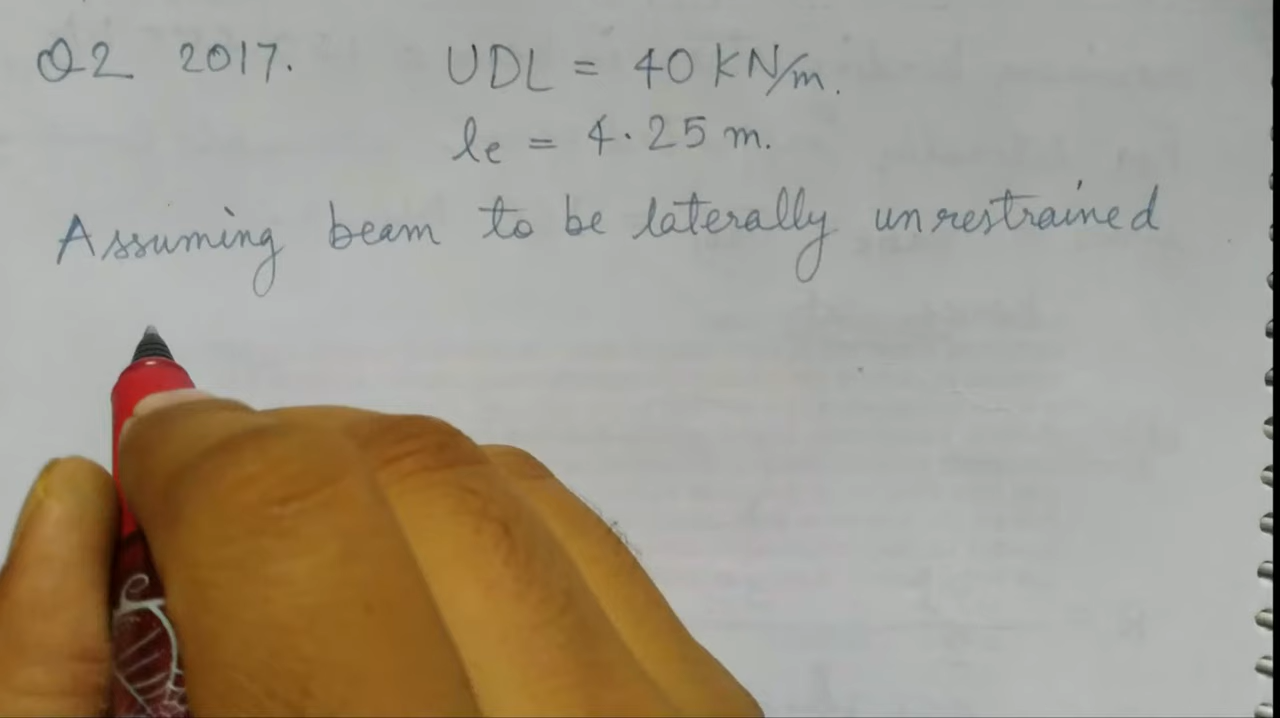 Q2 2017. UDL = 40 KN/m.
le = 4.25 m.
Assuming beam to be laterally unrestrained